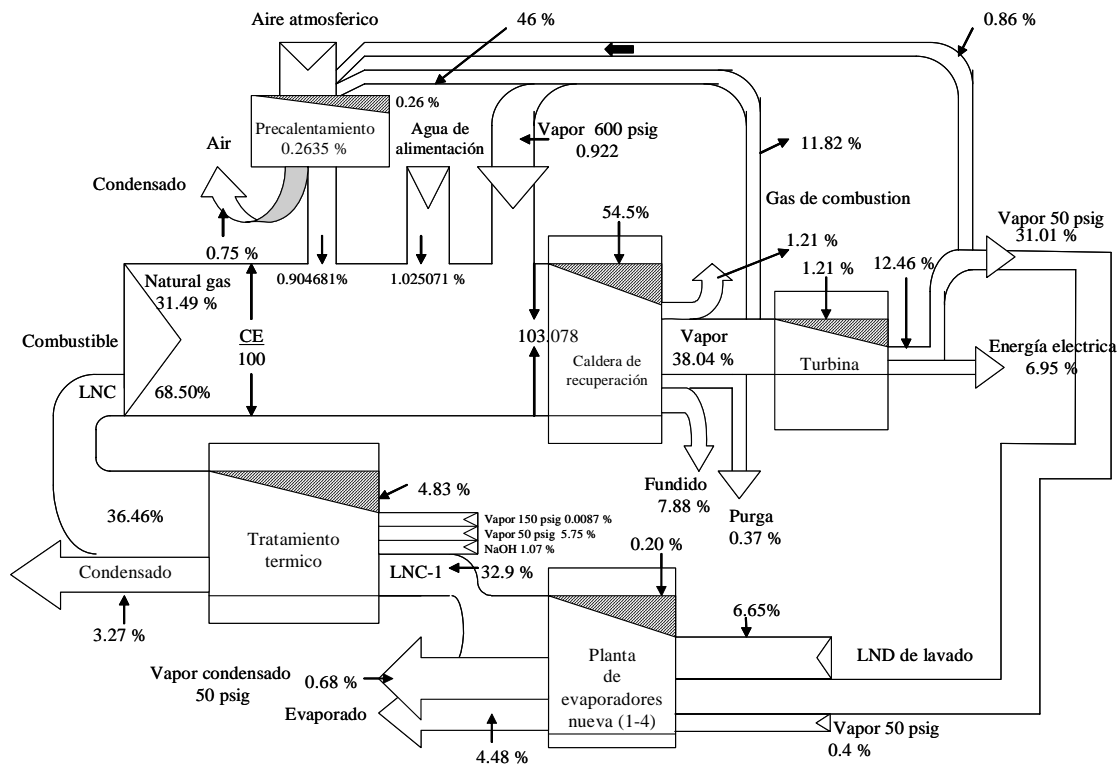 Aire atmosferico
46 %
0.86 %
0.26 %
Precalentamiento
0.2635 %
Agua de
alimentación
Vapor 600 psig
0.922
11.82 %
Air
Condensado
0.75 %
0.904681%
1.025071 %
54.5%
Gas de combustion
1.21 %
1.21 %
12.46%
Vapor 50 psig
31.01 %
Natural gas
31.49 %
Combustible
CE
100
103.078
Caldera de
recuperación
Vapor
38.04 %
Turbina
Energía electrica
6.95 %
LNC
68.50%
Fundido
7.88 %
Purga
0.37 %
36.46%
4.83 %
Tratamiento
termico
Vapor 150 psig 0.0087 %
Vapor 50 psig 5.75 %
NaOH 1.07 %
LNC-1
32.9 %
Condensado
3.27 %
0.20 %
6.65%
LND de lavado
Planta
de
evaporadores
nueva (1-4)
Vapor condensado
50 psig
0.68 %
Evaporado
4.48 %
Vapor 50 psig
0.4 %